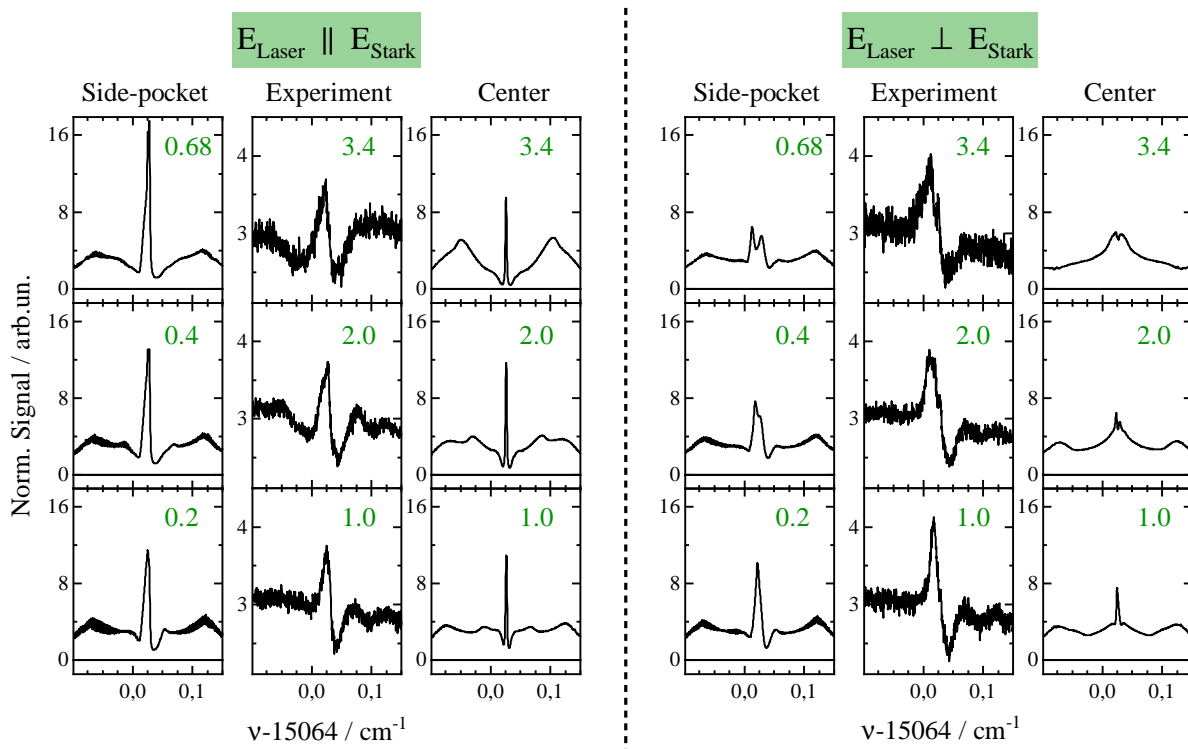 E_Laser ∥ E_Stark
E_Laser ⊥ E_Stark
Side-pocket Experiment Center
Side-pocket Experiment Center
16 0.68 4 3.4 16 3.4
8 3 8
0 0
16 0.4 4 2.0 16 2.0
8 3 8
0 0
16 0.2 4 1.0 16 1.0
8 3 8
0 0
0,0 0,1 0,0 0,1 0,0 0,1
ν-15064 / cm⁻¹
Norm. Signal / arb.un.
16 0.68 4 3.4 16 3.4
8 3 8
0 0
16 0.4 4 2.0 16 2.0
8 3 8
0 0
16 0.2 4 1.0 16 1.0
8 3 8
0 0
0,0 0,1 0,0 0,1 0,0 0,1
ν-15064 / cm⁻¹